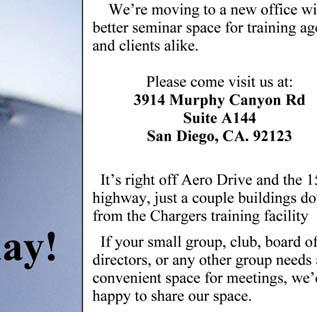 We're moving to a new office
better seminar space for training
and clients alike.
Please come visit us at:
3914 Murphy Canyon Rd
Suite A144
San Diego, CA. 92123
It's right off Aero Drive and the
highway, just a couple buildings
from the Chargers training facility
If your small group, club, board of
directors, or any other group needs
convenient space for meetings,
happy to share our space.